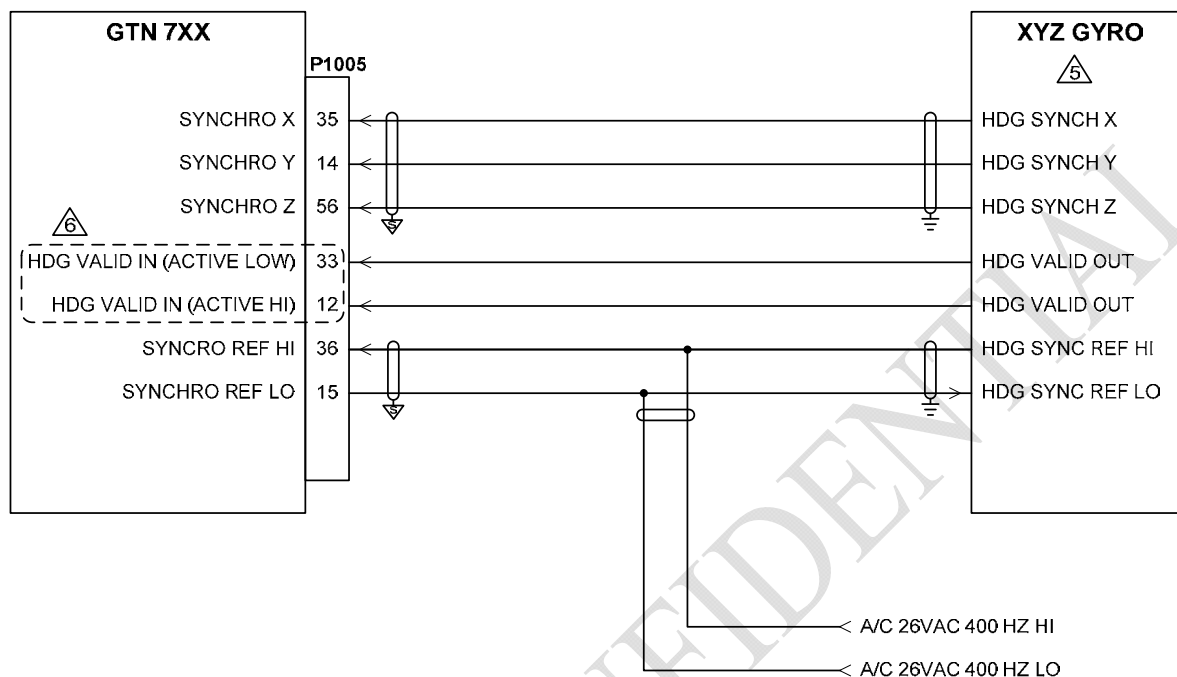 GTN 7XX
XYZ GYRO
5
P1005
SYNCHRO X 35 HDG SYNCH X
SYNCHRO Y 14 HDG SYNCH Y
SYNCHRO Z 56 HDG SYNCH Z
6
S
HDG VALID IN (ACTIVE LOW) 33 HDG VALID OUT
HDG VALID IN (ACTIVE HI) 12 HDG VALID OUT
SYNCRO REF HI 36 HDG SYNC REF HI
SYNCHRO REF LO 15 HDG SYNC REF LO
S
A/C 26VAC 400 HZ HI
A/C 26VAC 400 HZ LO
NFIDENTIAL